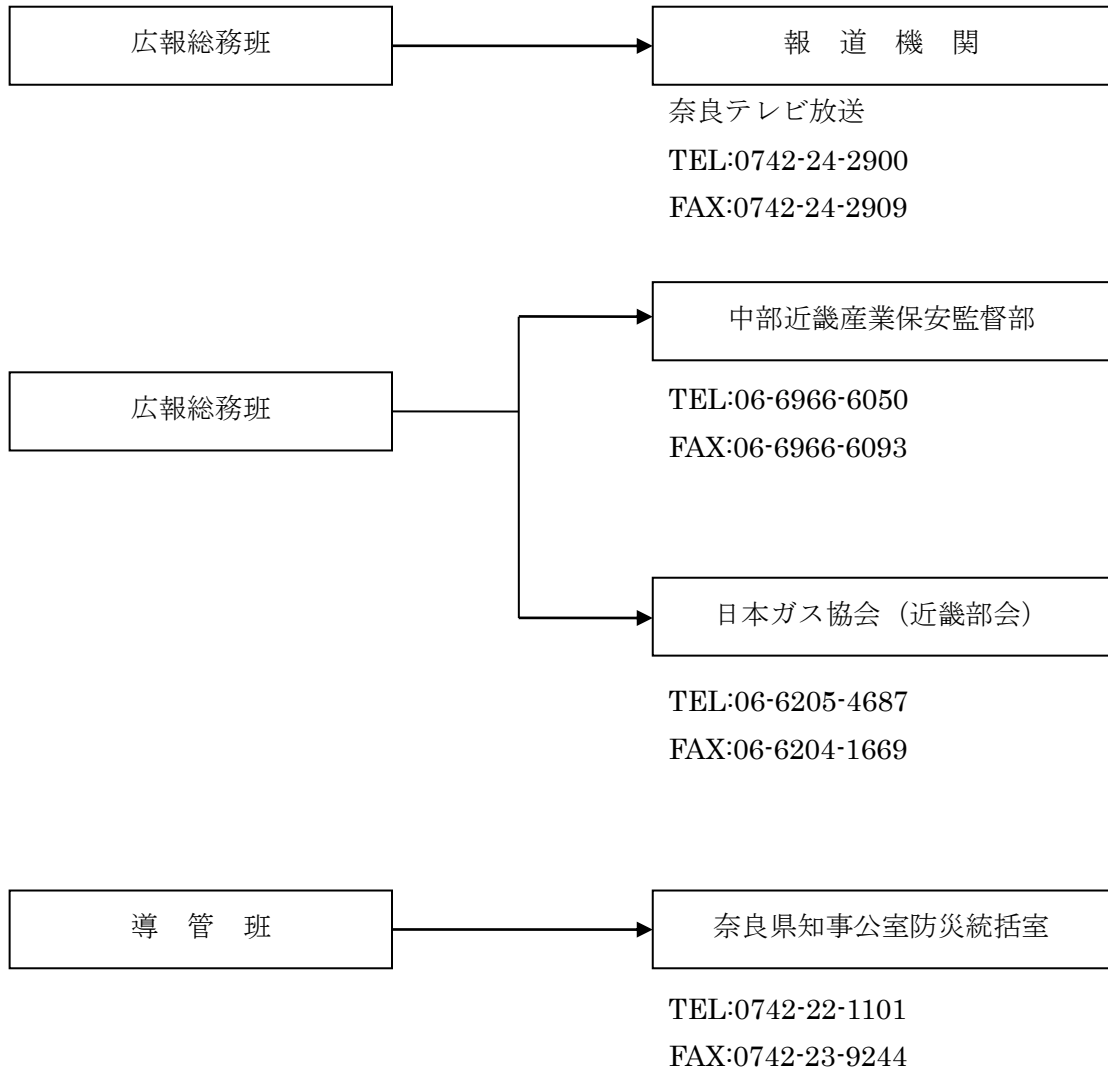 広報総務班
報　道　機　関
奈良テレビ放送
TEL:0742-24-2900
FAX:0742-24-2909
中部近畿産業保安監督部
広報総務班
TEL:06-6966-6050
FAX:06-6966-6093
日本ガス協会（近畿部会）
TEL:06-6205-4687
FAX:06-6204-1669
導　管　班
奈良県知事公室防災統括室
TEL:0742-22-1101
FAX:0742-23-9244